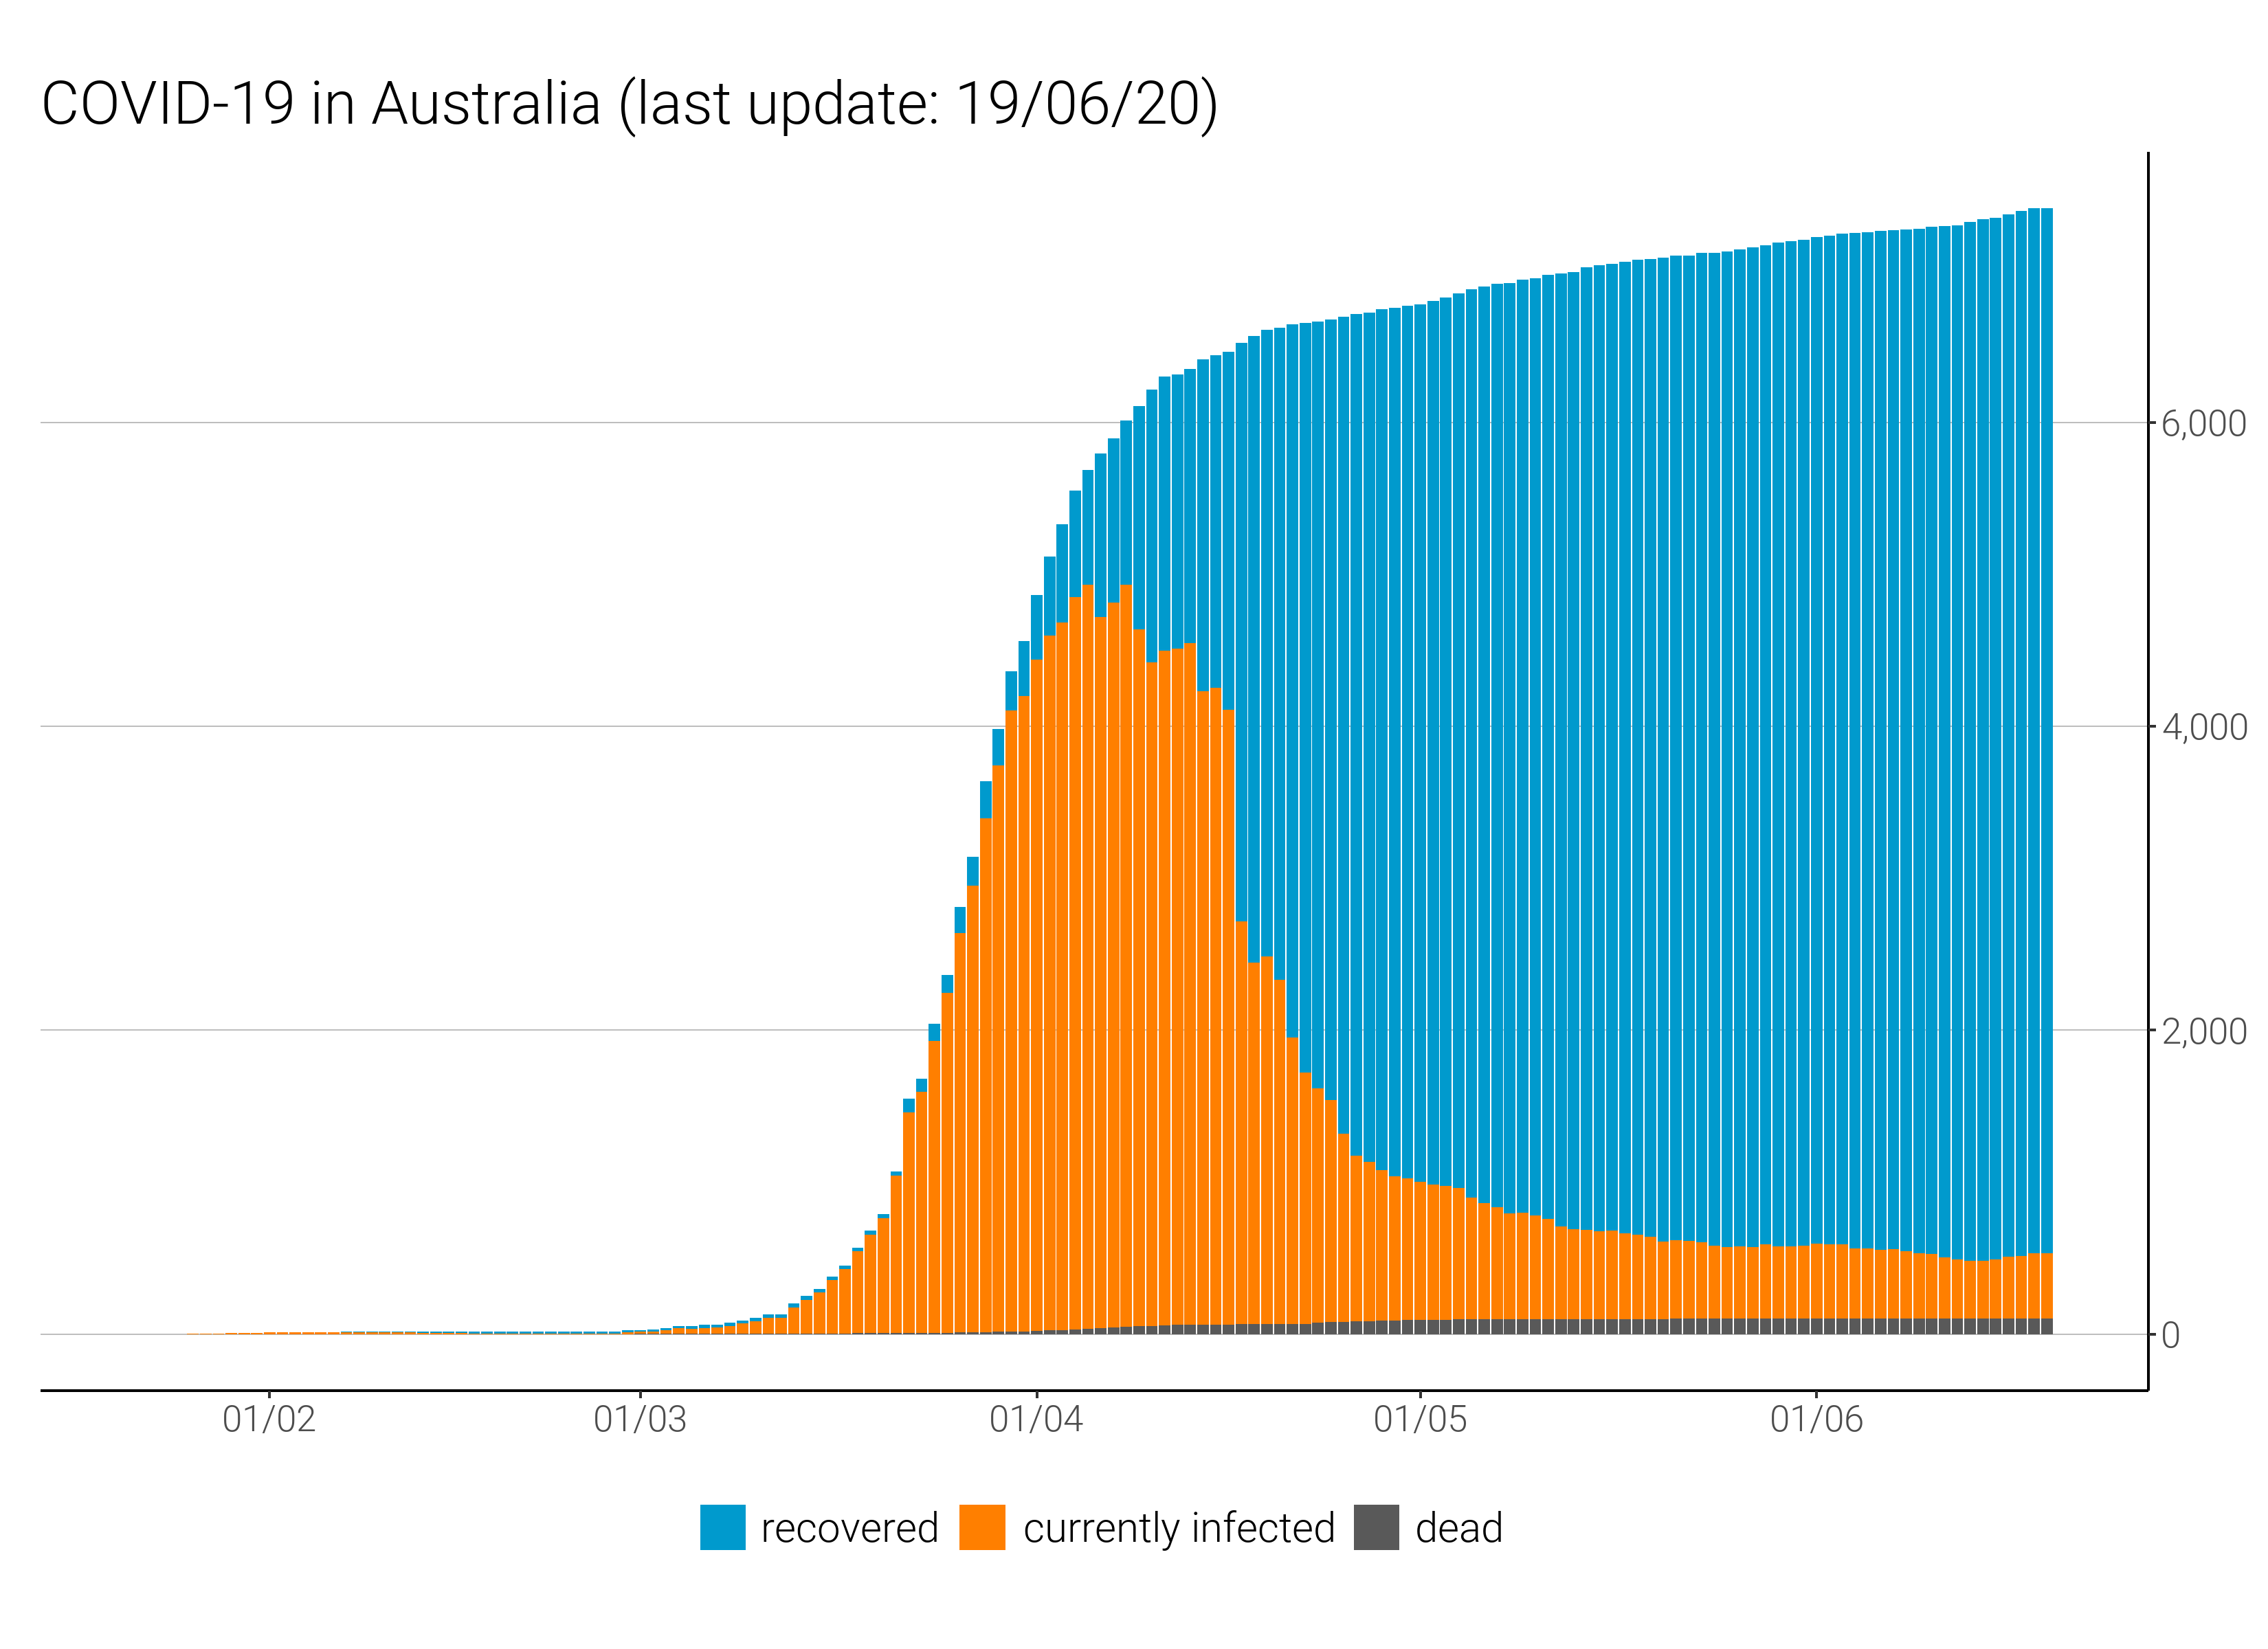 COVID-19 in Australia (last update: 19/06/20)
6,000
4,000
2,000
0
01/02 01/03 01/04 01/05 01/06
recovered currently infected dead